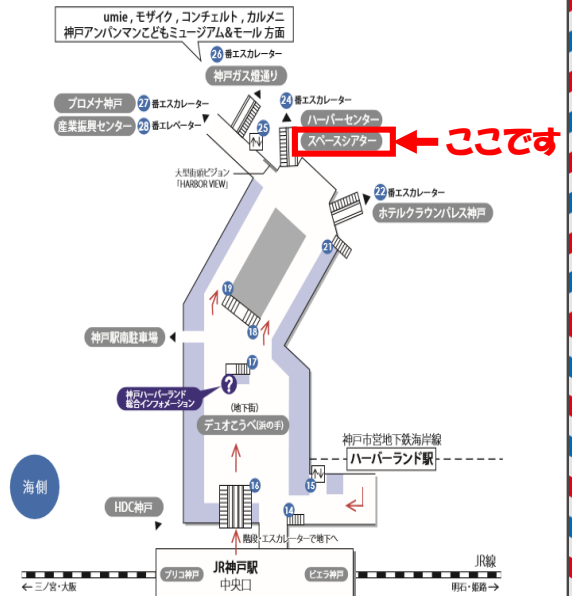 umie , モザイク , コンチェルト , カルメニ
神戸アンパンマンこどもミュージアム&モール 方面
26 番エスカレーター
神戸ガス燈通り
プロメナ神戸 27 番エスカレーター
産業振興センター 28 番エレベーター
25
24 番エスカレーター
ハーバーセンター
スペースシアター
ここです
大型街頭ビジョン
「HARBOR VIEW」
22 番エスカレーター
ホテルクラウンパレス神戸
21
19
18
神戸駅南駐車場
17
?
神戸ハーバーランド
総合インフォメーション
(地下街)
デュオこうべ(浜の手)
神戸市営地下鉄海岸線
ハーバーランド駅
海側
16
15
HDC神戸
14
階段・エスカレーターで地下へ
JR神戸駅
中央口
プリコ神戸
ビエラ神戸
JR線
← 三ノ宮・大阪
明石・姫路 →